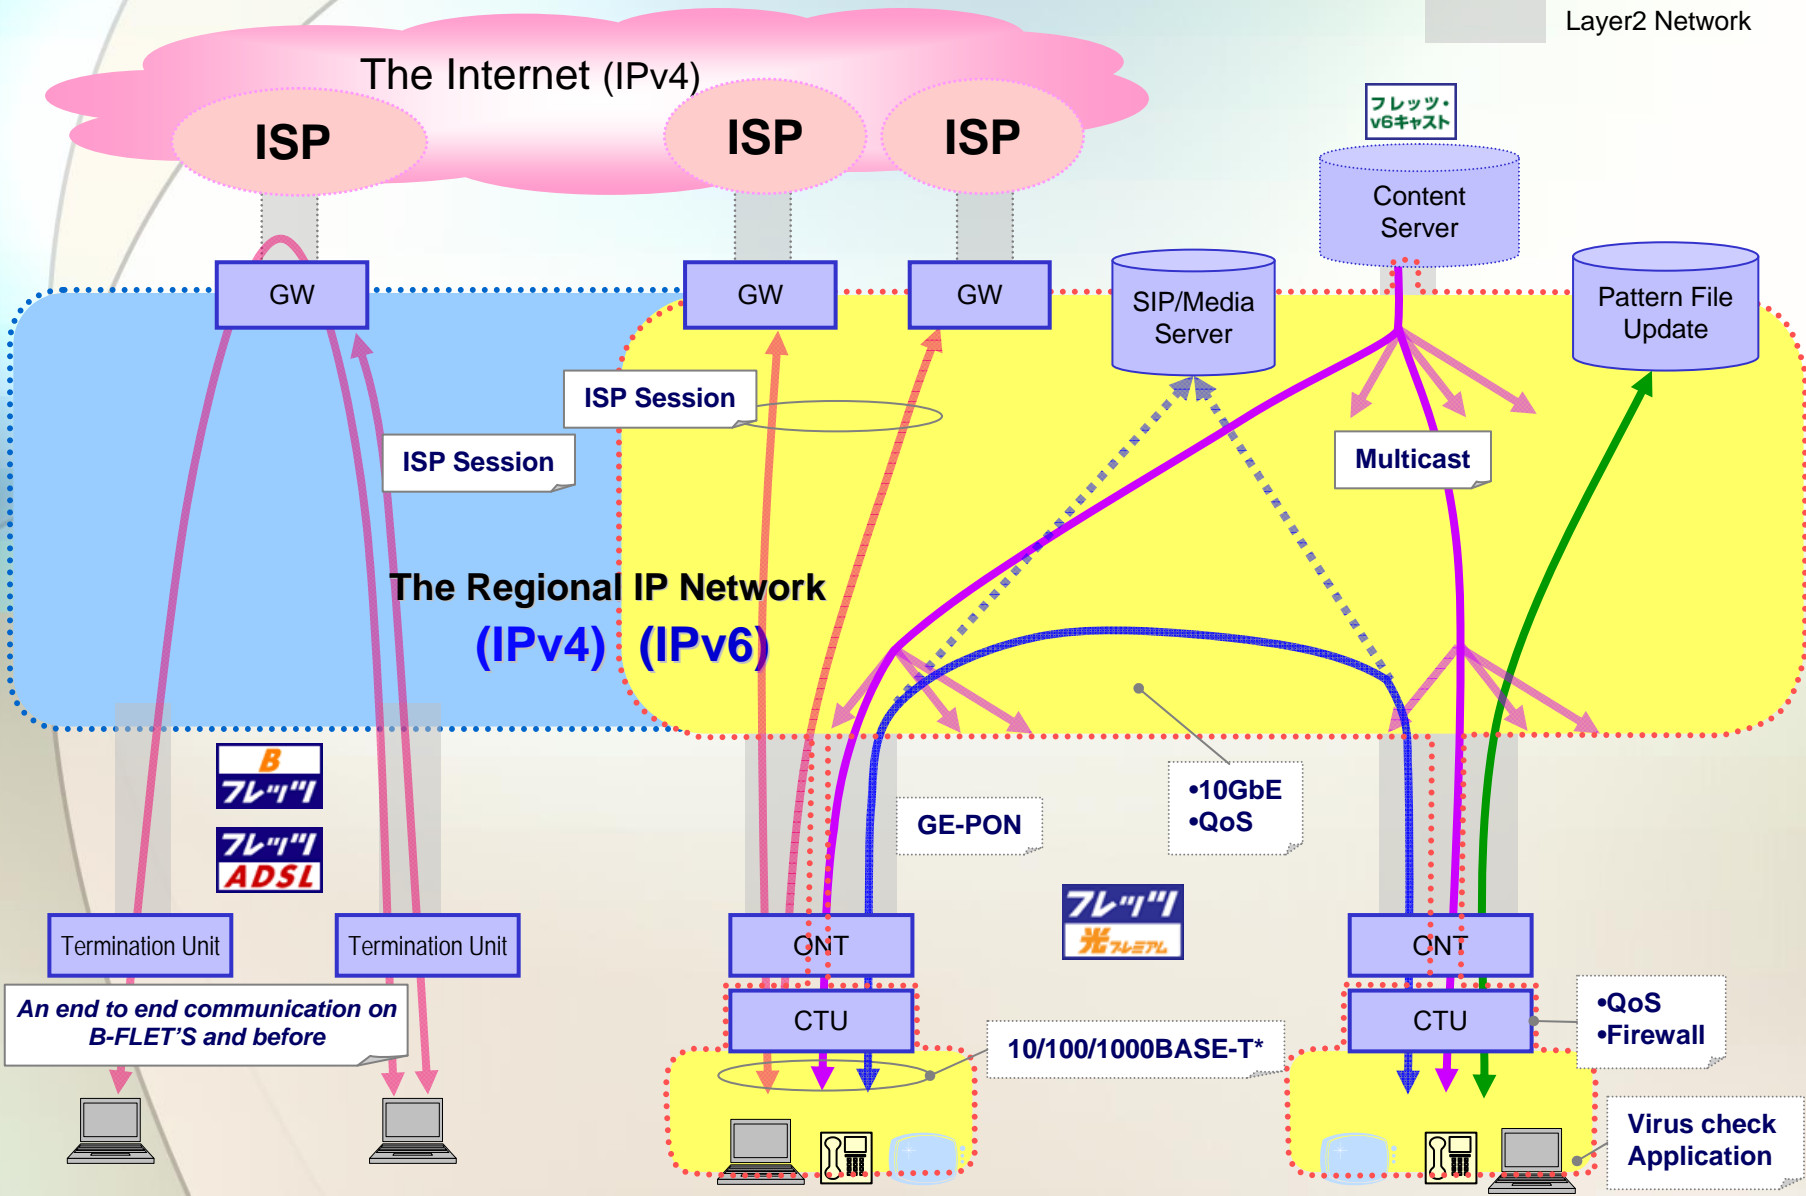 Layer2 Network
The Internet (IPv4)
ISP
ISP
ISP
フレッツ・
v6キャスト
Content
Server
GW
GW
GW
SIP/Media
Server
Pattern File
Update
ISP Session
ISP Session
Multicast
The Regional IP Network
(IPv4) (IPv6)
B
フレッツ
フレッツ
ADSL
GE-PON
•10GbE
•QoS
フレッツ
光プレミアム
Termination Unit
Termination Unit
ONT
ONT
An end to end communication on
B-FLET'S and before
CTU
CTU
10/100/1000BASE-T*
•QoS
•Firewall
Virus check
Application